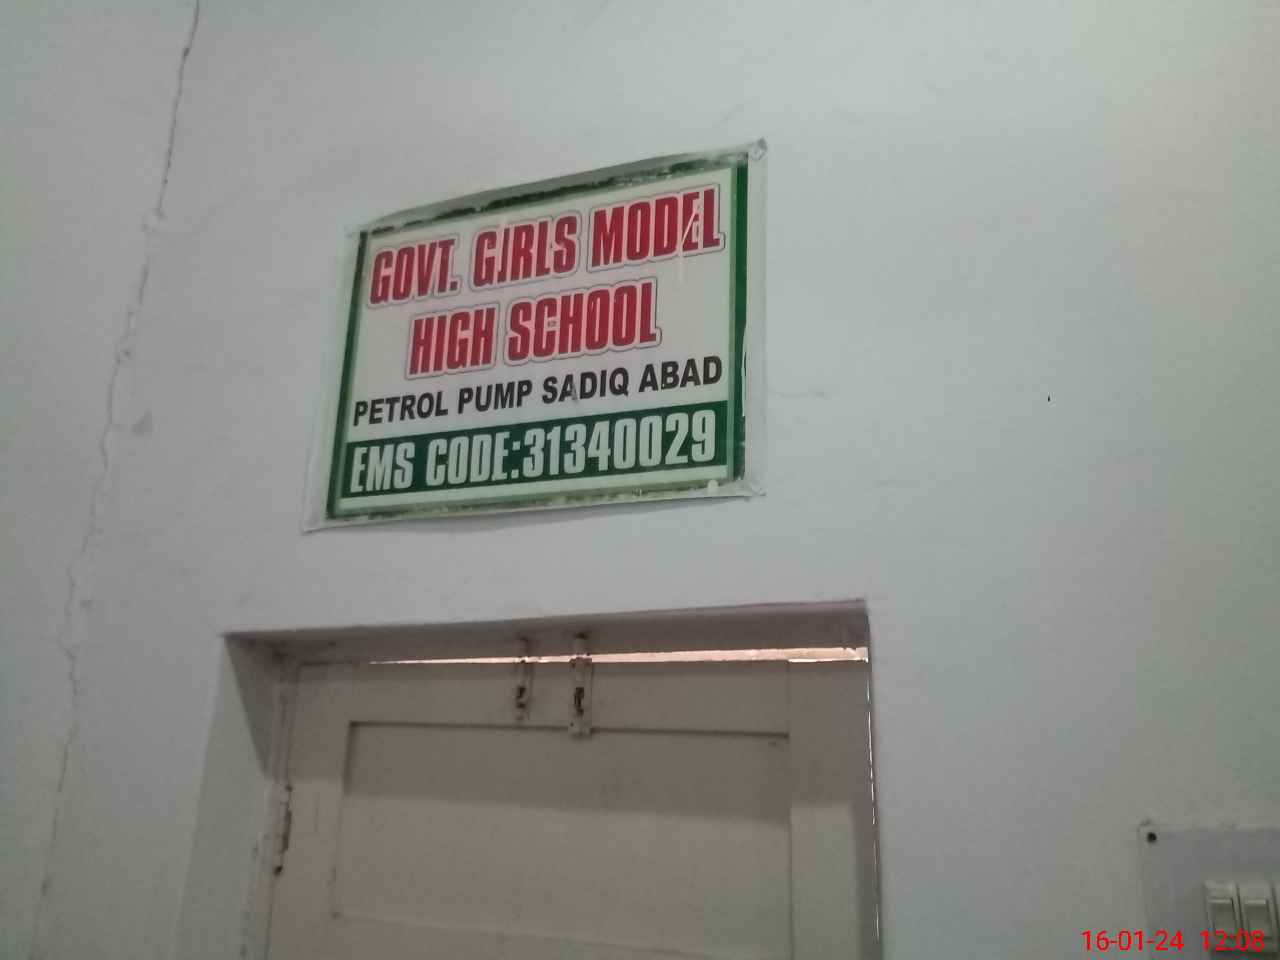 GOVT. GIRLS MODEL
HIGH SCHOOL
PETROL PUMP SADIQ ABAD
EMS CODE:31340029
16-01-24 12:08